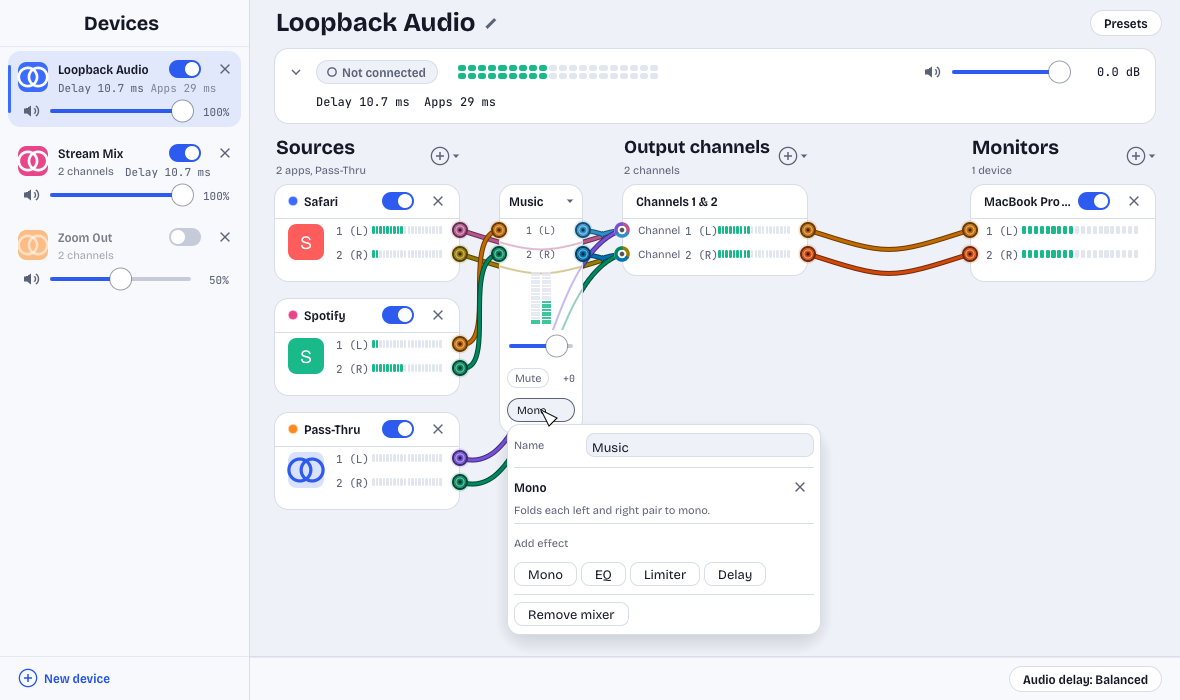 Devices
Loopback Audio
Delay 10.7 ms Apps 29 ms
100%
Stream Mix
2 channels Delay 10.7 ms
100%
Zoom Out
2 channels
50%
New device
Loopback Audio
Presets
Not connected
0.0 dB
Delay 10.7 ms Apps 29 ms
Sources
2 apps, Pass-Thru
Output channels
2 channels
Monitors
1 device
Safari
S
1 (L)
2 (R)
Spotify
S
1 (L)
2 (R)
Pass-Thru
1 (L)
2 (R)
Music
1 (L)
2 (R)
Mute +0
Mono
Channels 1 & 2
Channel 1 (L)
Channel 2 (R)
MacBook Pro…
1 (L)
2 (R)
Name Music
Mono
Folds each left and right pair to mono.
Add effect
Mono EQ Limiter Delay
Remove mixer
Audio delay: Balanced